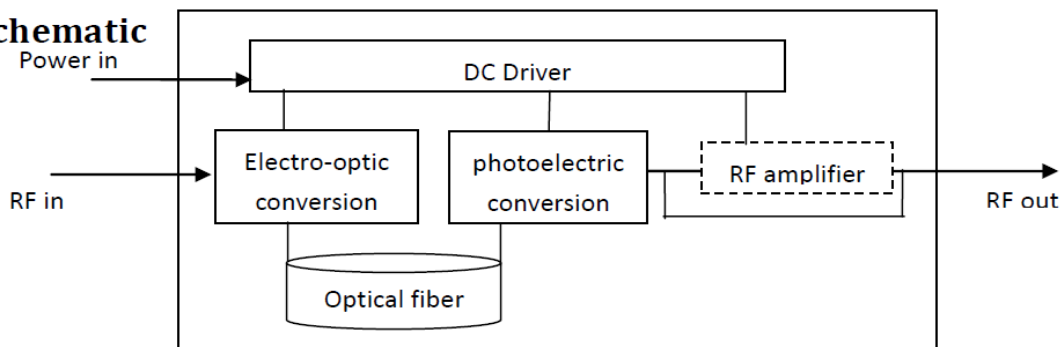 chematic
Power in
DC Driver
Electro-optic
conversion
photoelectric
conversion
RF amplifier
RF in
RF out
Optical fiber